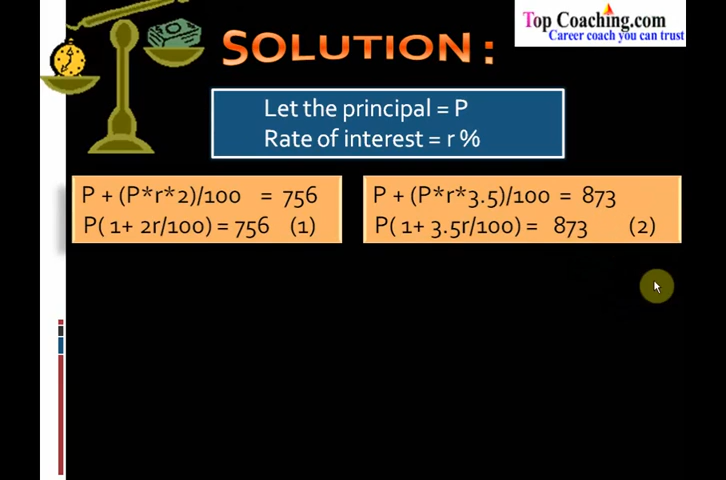 Top Coaching.com
Career coach you can trust
SOLUTION :
Let the principal = P
Rate of interest = r %
P + (P*r*2)/100 = 756
P( 1+ 2r/100) = 756 (1)
P + (P*r*3.5)/100 = 873
P( 1+ 3.5r/100) = 873 (2)